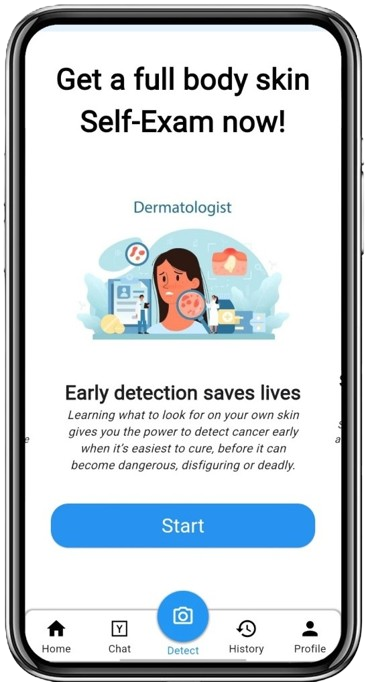 Get a full body skin
Self-Exam now!
Dermatologist
Early detection saves lives
Learning what to look for on your own skin
gives you the power to detect cancer early
when it's easiest to cure, before it can
become dangerous, disfiguring or deadly.
Start
Home
Chat
Detect
History
Profile